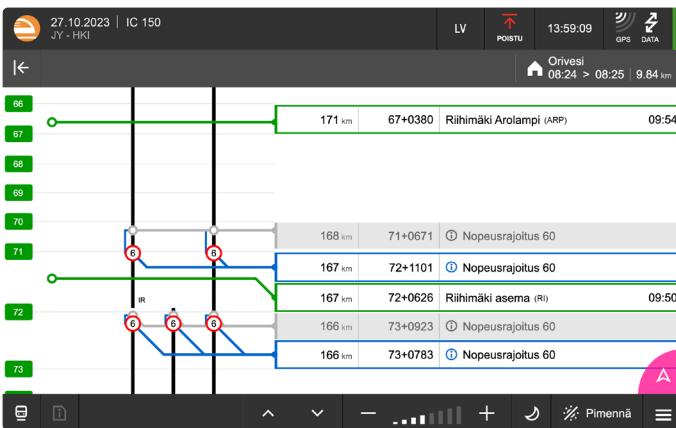 27.10.2023 | IC 150
JY - HKI
LV
POISTU
13:59:09
GPS
DATA
Orivesi
08:24 > 08:25 | 9.84 km
66
171 km 67+0380 Riihimäki Arolampi (ARP) 09:54
67
68
69
70
168 km 71+0671 Nopeusrajoitus 60
71
6 6
167 km 72+1101 Nopeusrajoitus 60
IR
167 km 72+0626 Riihimäki asema (RI) 09:50
72
6 6 6
166 km 73+0923 Nopeusrajoitus 60
166 km 73+0783 Nopeusrajoitus 60
73
Pimennä